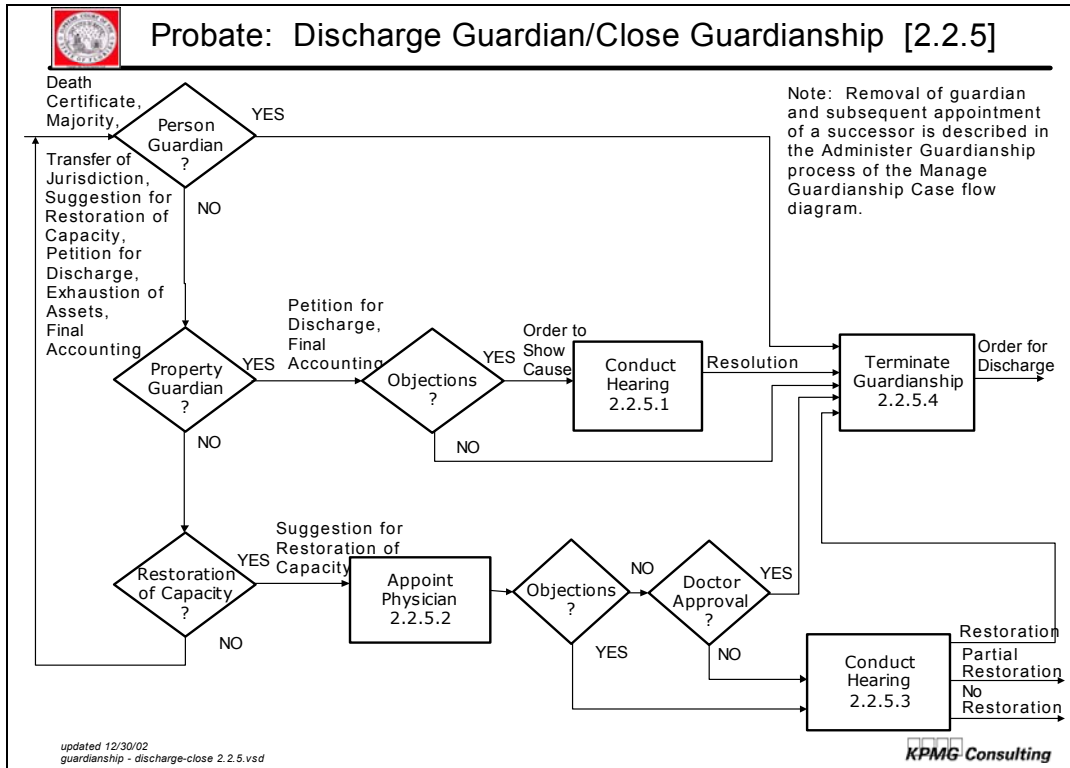 Probate:  Discharge Guardian/Close Guardianship  [2.2.5]
Death
Certificate,
Majority,
Person
Guardian
?
YES
NO
Note:  Removal of guardian
and subsequent appointment
of a successor is described in
the Administer Guardianship
process of the Manage
Guardianship Case flow
diagram.
Transfer of
Jurisdiction,
Suggestion for
Restoration of
Capacity,
Petition for
Discharge,
Exhaustion of
Assets,
Final
Accounting
Property
Guardian
?
YES
NO
Petition for
Discharge,
Final
Accounting
Objections
?
YES
NO
Order to
Show
Cause
Conduct
Hearing
2.2.5.1
Resolution
Terminate
Guardianship
2.2.5.4
Order for
Discharge
Restoration
of Capacity
?
YES
NO
Suggestion for
Restoration of
Capacity
Appoint
Physician
2.2.5.2
Objections
?
NO
YES
Doctor
Approval
?
YES
NO
Conduct
Hearing
2.2.5.3
Restoration
Partial
Restoration
No
Restoration
updated 12/30/02
guardianship - discharge-close 2.2.5.vsd
KPMG Consulting